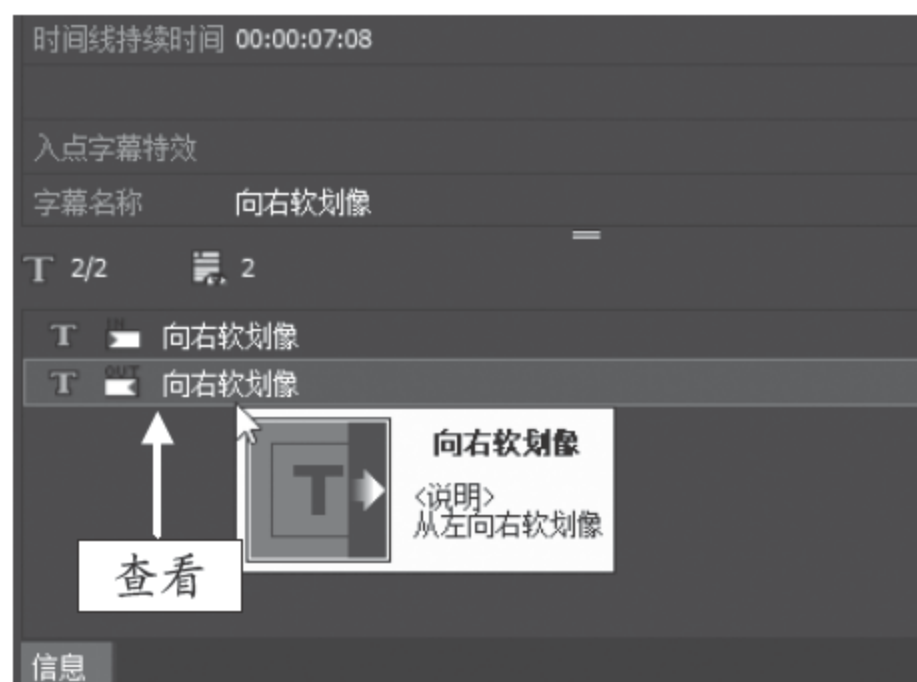 时间线持续时间 00:00:07:08
入点字幕特效
字幕名称 向右软划像
T 2/2 2
T IN 向右软划像
T OUT 向右软划像
向右软划像
<说明>
从左向右软划像
T
查看
信息